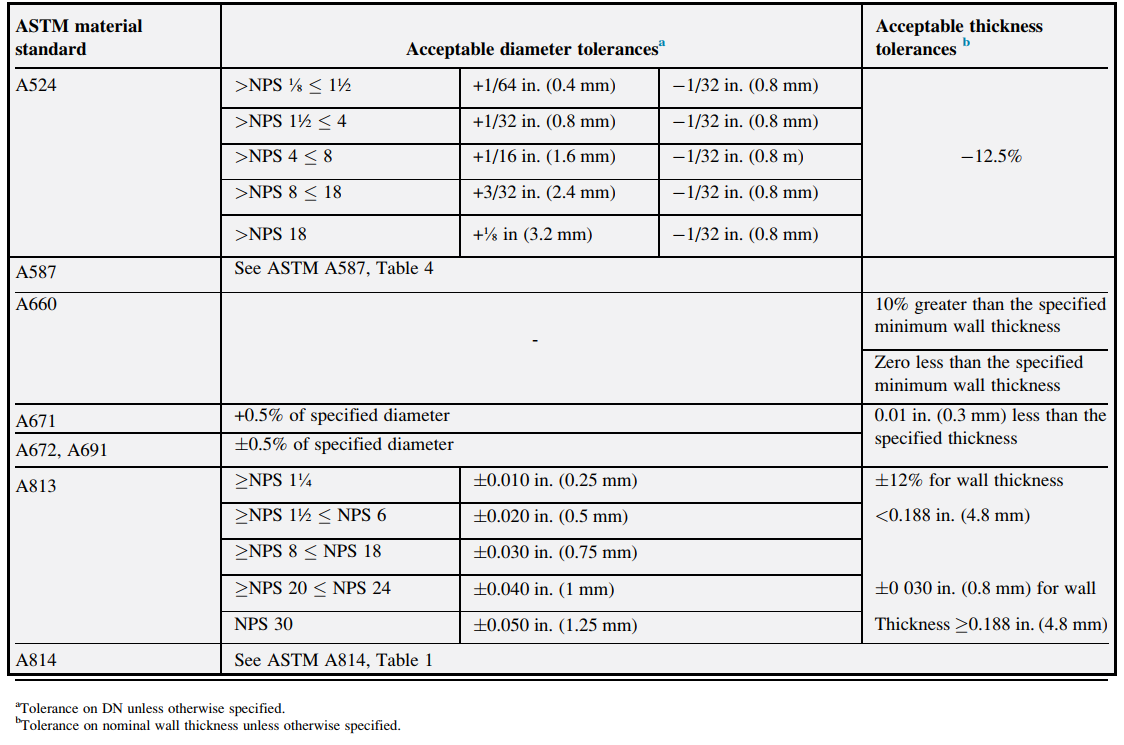 ASTM material standard | Acceptable diameter tolerancesᵃ | Acceptable thickness tolerances ᵇ
A524 | >NPS ⅛ ≤ 1½ | +1/64 in. (0.4 mm) | −1/32 in. (0.8 mm) | −12.5%
>NPS 1½ ≤ 4 | +1/32 in. (0.8 mm) | −1/32 in. (0.8 mm)
>NPS 4 ≤ 8 | +1/16 in. (1.6 mm) | −1/32 in. (0.8 m)
>NPS 8 ≤ 18 | +3/32 in. (2.4 mm) | −1/32 in. (0.8 mm)
>NPS 18 | +⅛ in (3.2 mm) | −1/32 in. (0.8 mm)
A587 | See ASTM A587, Table 4
A660 | - | 10% greater than the specified minimum wall thickness
Zero less than the specified minimum wall thickness
A671 | +0.5% of specified diameter | 0.01 in. (0.3 mm) less than the specified thickness
A672, A691 | ±0.5% of specified diameter
A813 | ≥NPS 1¼ | ±0.010 in. (0.25 mm) | ±12% for wall thickness
≥NPS 1½ ≤ NPS 6 | ±0.020 in. (0.5 mm) | <0.188 in. (4.8 mm)
≥NPS 8 ≤ NPS 18 | ±0.030 in. (0.75 mm)
≥NPS 20 ≤ NPS 24 | ±0.040 in. (1 mm) | ±0 030 in. (0.8 mm) for wall
NPS 30 | ±0.050 in. (1.25 mm) | Thickness ≥0.188 in. (4.8 mm)
A814 | See ASTM A814, Table 1
ᵃTolerance on DN unless otherwise specified.
ᵇTolerance on nominal wall thickness unless otherwise specified.